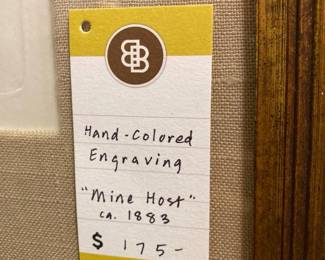 Hand-Colored
Engraving
"Mine Host"
ca. 1883
$ 175-